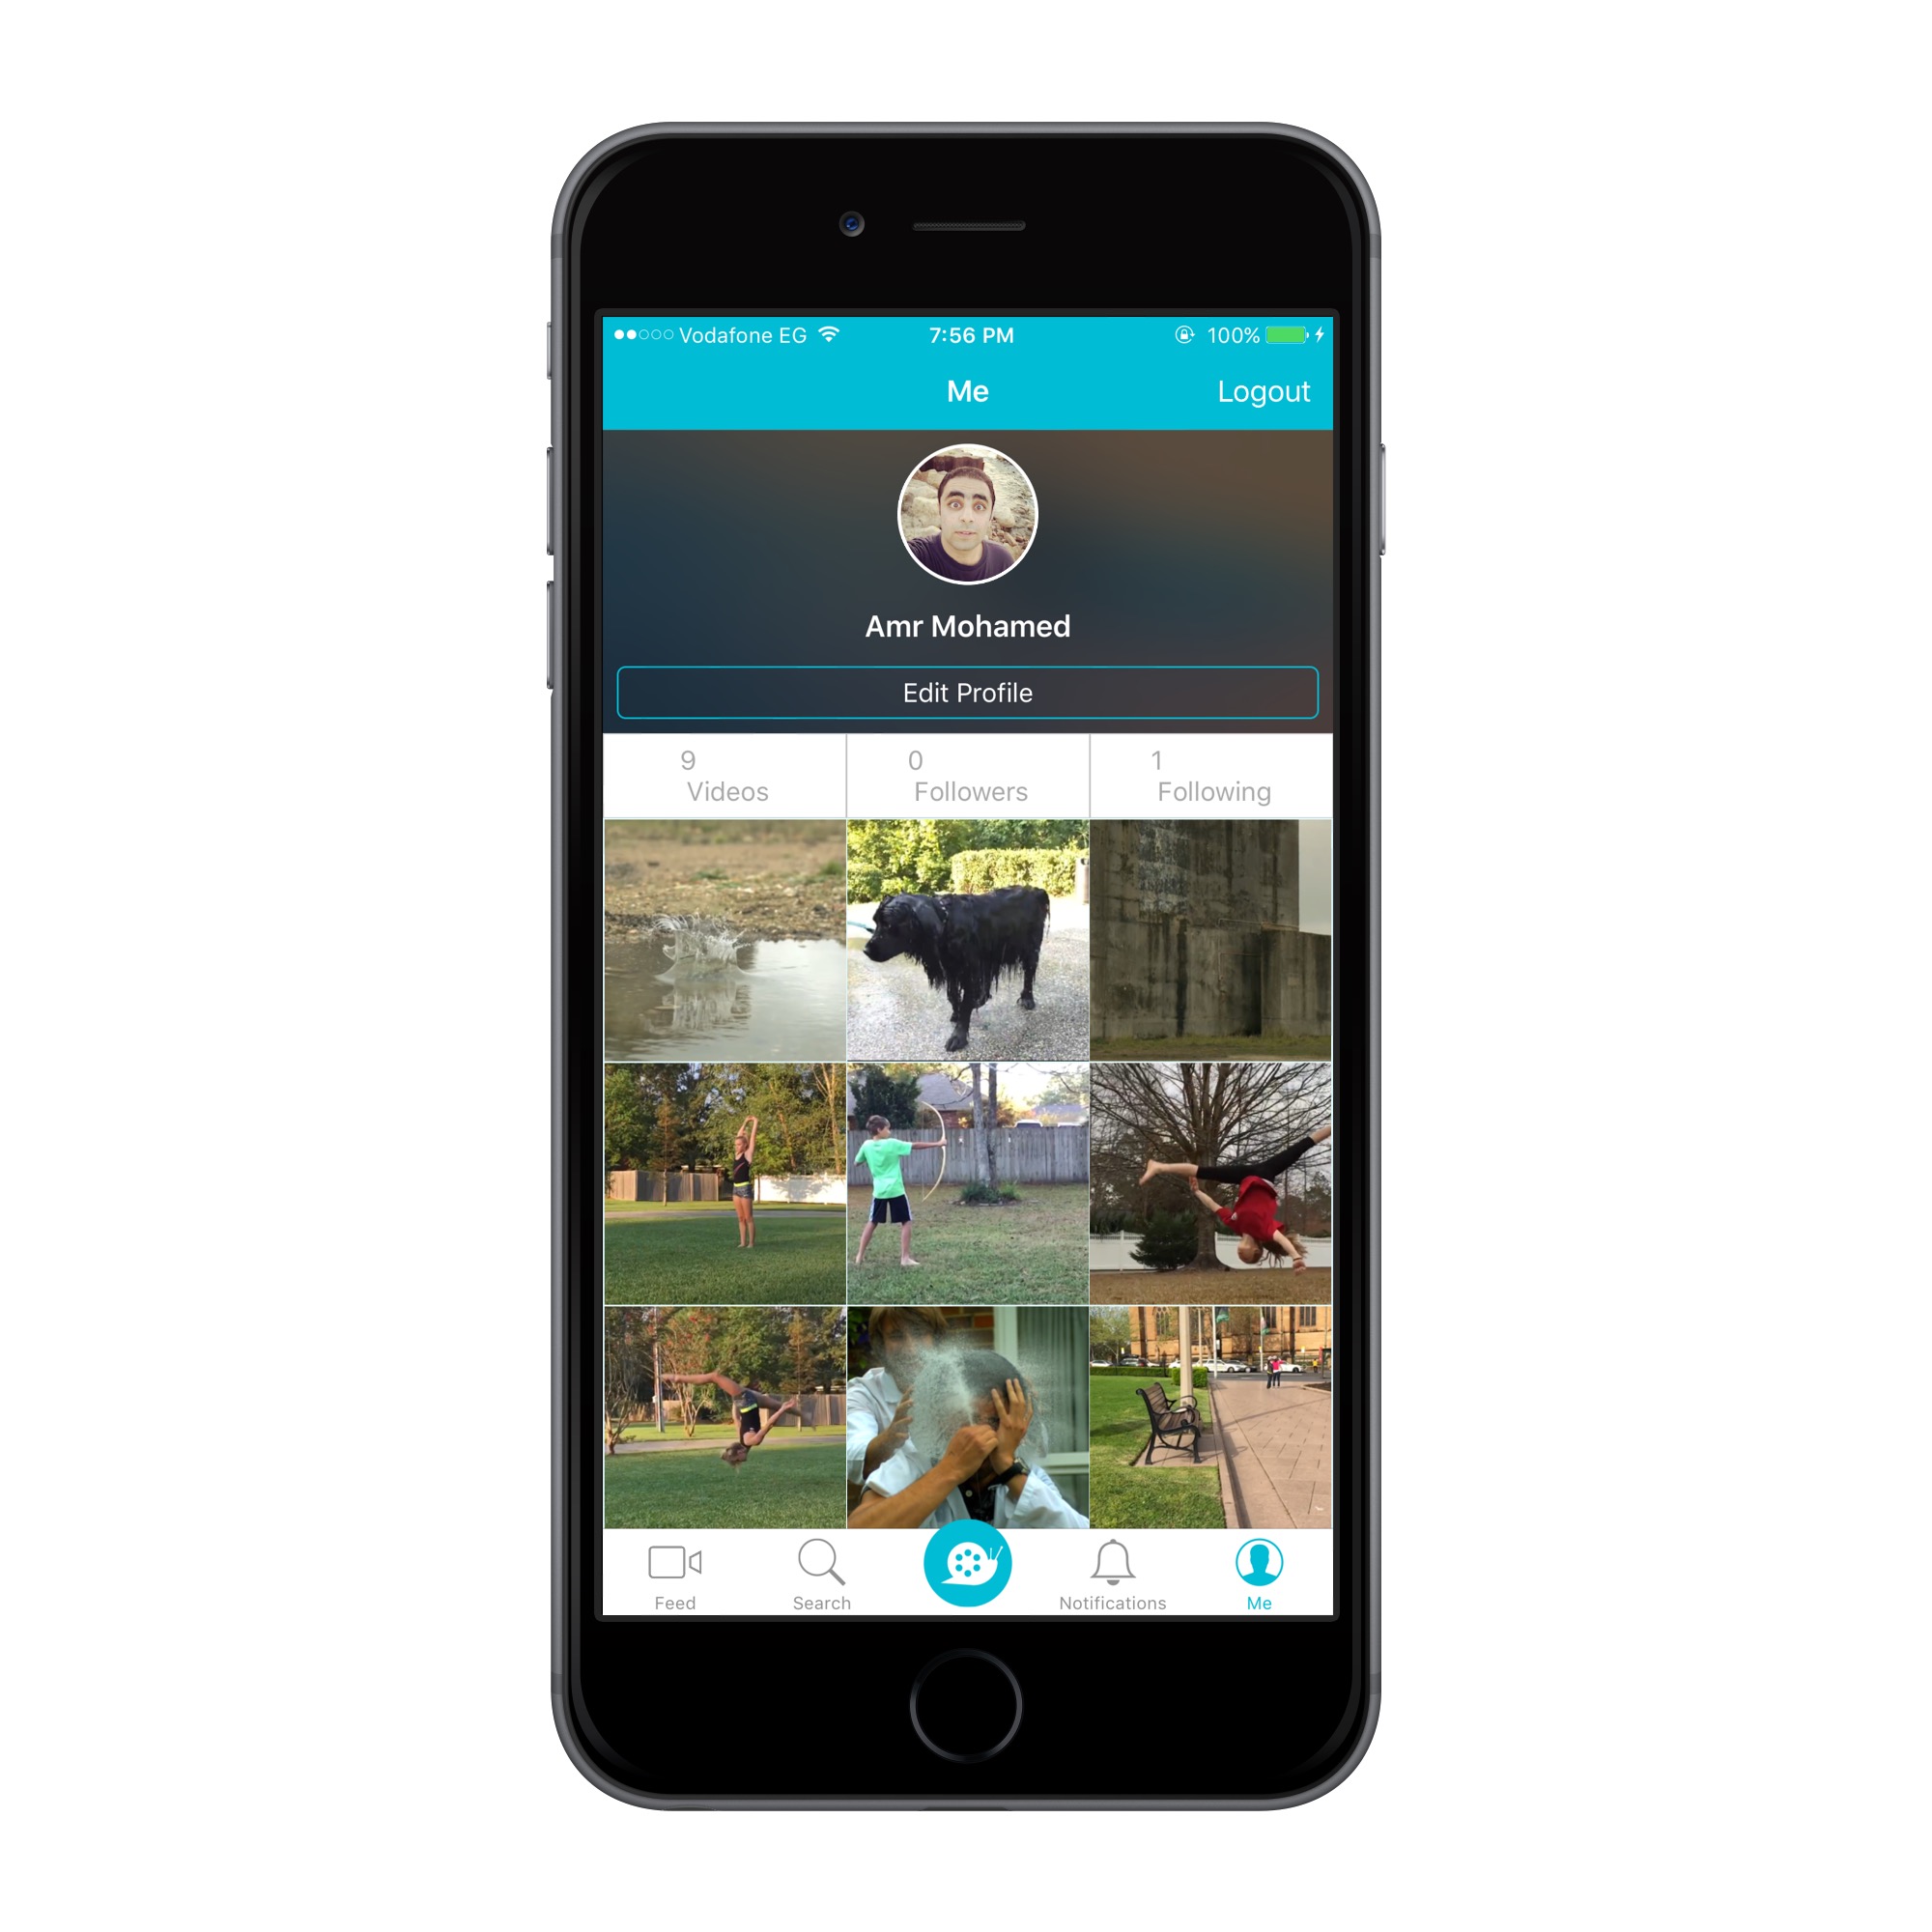 Vodafone EG 7:56 PM 100%
Me Logout
Amr Mohamed
Edit Profile
9 0 1
Videos Followers Following
Feed Search Notifications Me